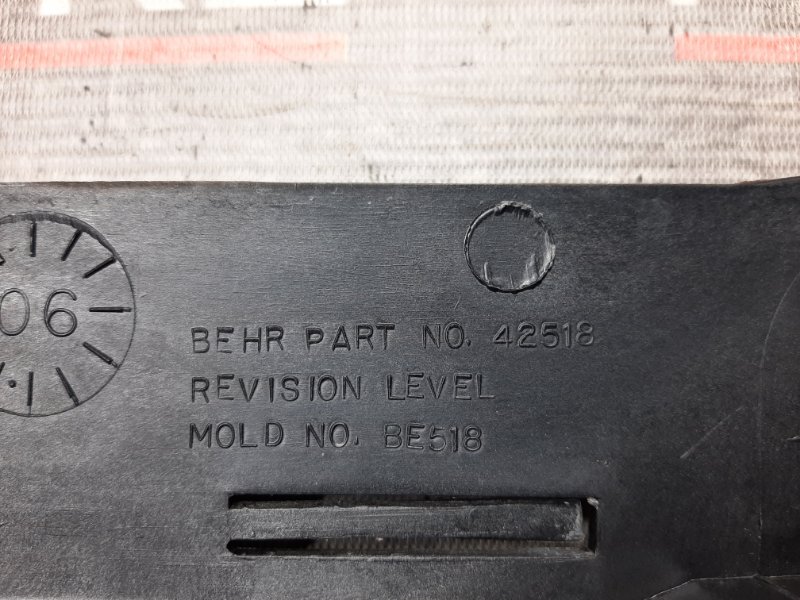 06
BEHR PART NO. 42518
REVISION LEVEL
MOLD NO. BE518